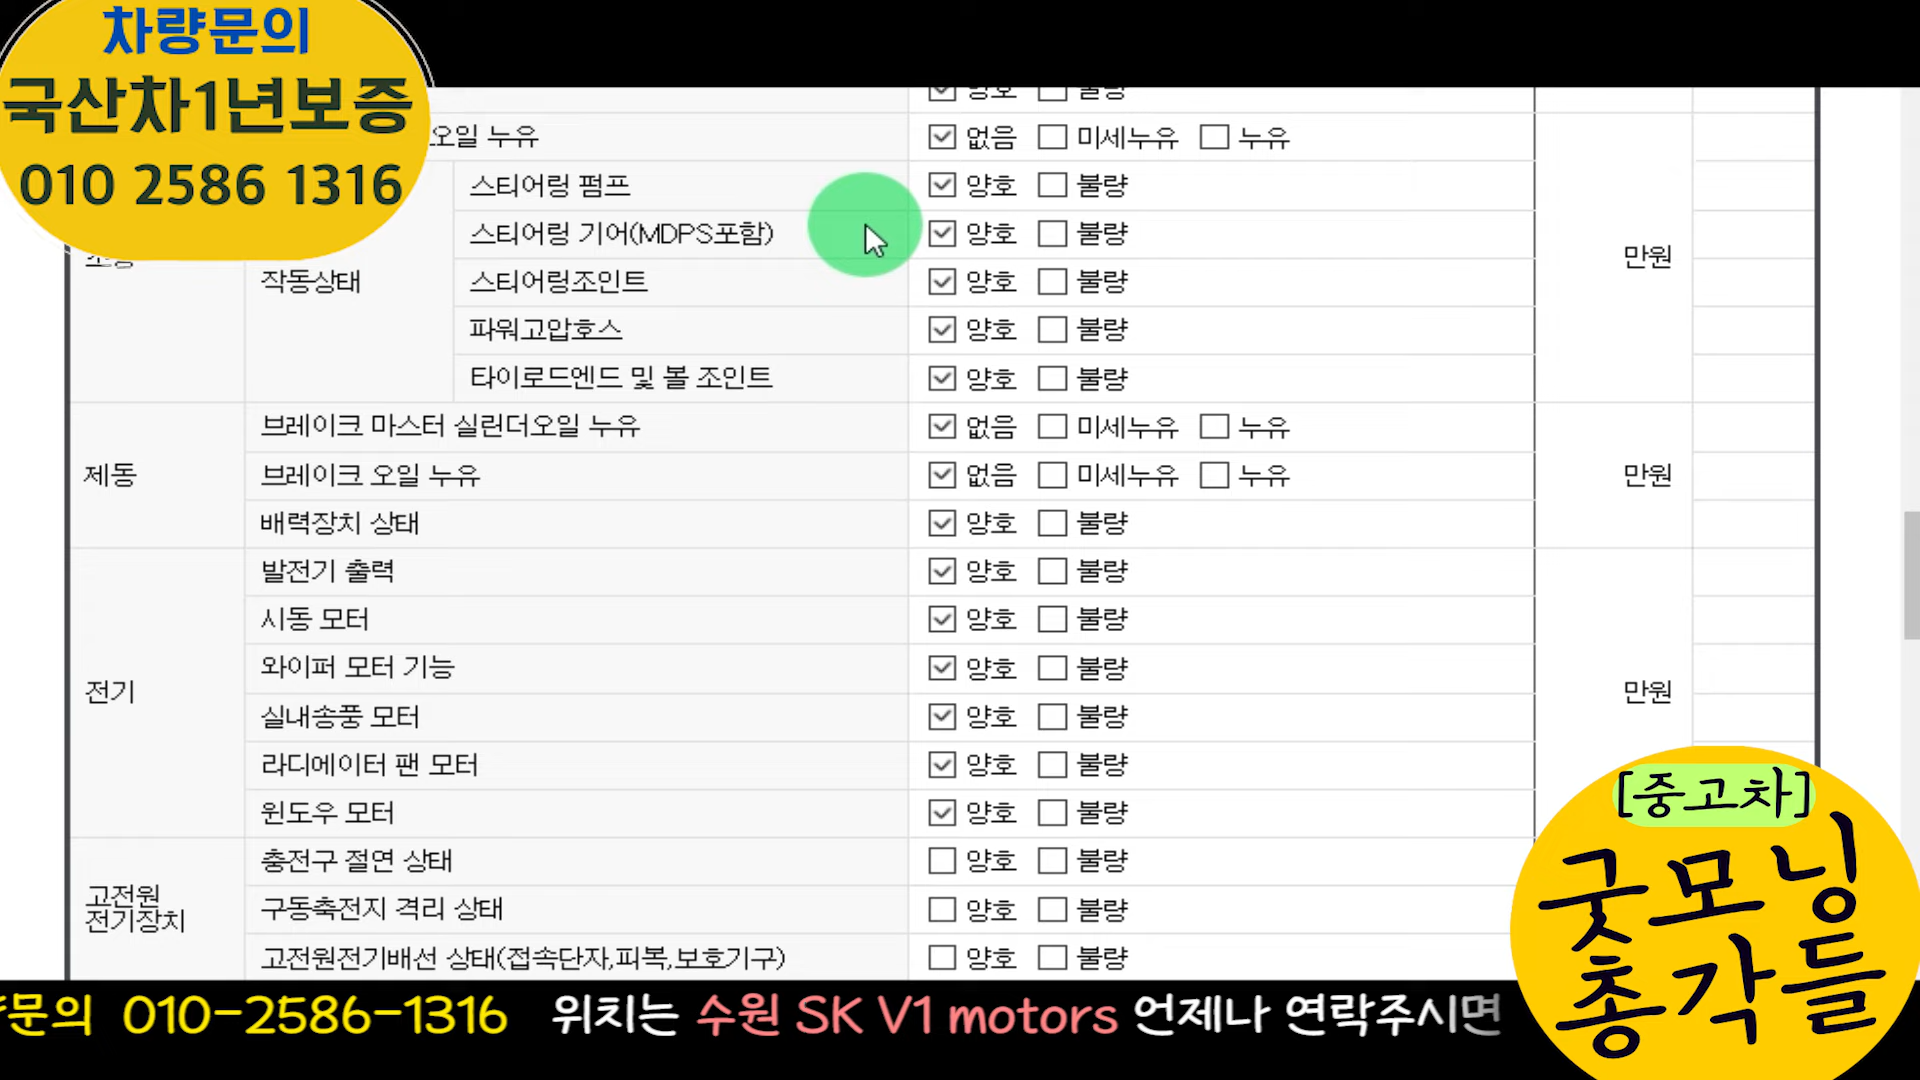 차량문의
국산차1년보증
010 2586 1316
양호 불량
오일 누유 없음 미세누유 누유
스티어링 펌프 양호 불량
스티어링 기어(MDPS포함) 양호 불량
만원
작동상태 스티어링조인트 양호 불량
파워고압호스 양호 불량
타이로드엔드 및 볼 조인트 양호 불량
브레이크 마스터 실린더오일 누유 없음 미세누유 누유
제동 브레이크 오일 누유 없음 미세누유 누유 만원
배력장치 상태 양호 불량
발전기 출력 양호 불량
시동 모터 양호 불량
와이퍼 모터 기능 양호 불량
전기 만원
실내송풍 모터 양호 불량
라디에이터 팬 모터 양호 불량
윈도우 모터 양호 불량
충전구 절연 상태 양호 불량
고전원
전기장치
구동축전지 격리 상태 양호 불량
고전원전기배선 상태(접속단자,피복,보호기구) 양호 불량
[중고차]
굿모닝
총각들
문의 010-2586-1316 위치는 수원 SK V1 motors 언제나 연락주시면